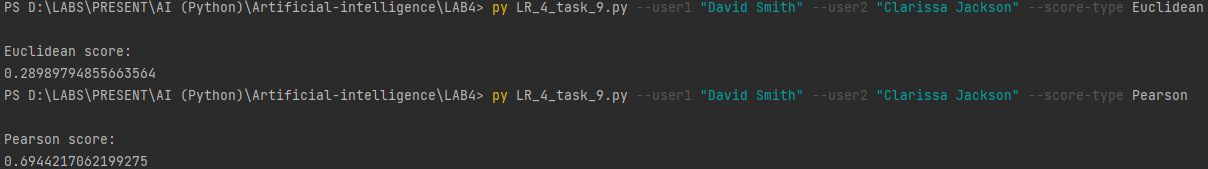 PS D:\LABS\PRESENT\AI (Python)\Artificial-intelligence\LAB4> py LR_4_task_9.py --user1 "David Smith" --user2 "Clarissa Jackson" --score-type Euclidean
Euclidean score:
0.28989794855663564
PS D:\LABS\PRESENT\AI (Python)\Artificial-intelligence\LAB4> py LR_4_task_9.py --user1 "David Smith" --user2 "Clarissa Jackson" --score-type Pearson
Pearson score:
0.6944217062199275